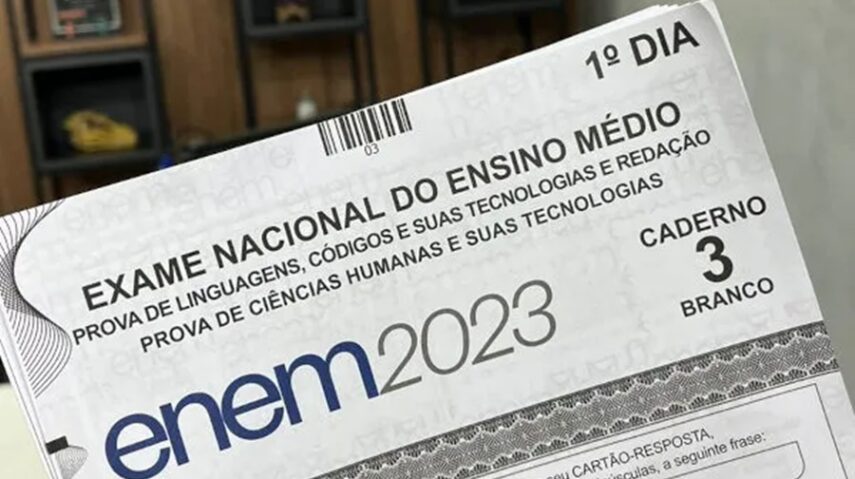 1º DIA
03
EXAME NACIONAL DO ENSINO MÉDIO
PROVA DE LINGUAGENS, CÓDIGOS E SUAS TECNOLOGIAS E REDAÇÃO
PROVA DE CIÊNCIAS HUMANAS E SUAS TECNOLOGIAS
CADERNO
3
BRANCO
enem2023
seu CARTÃO-RESPOSTA,
a seguinte frase: